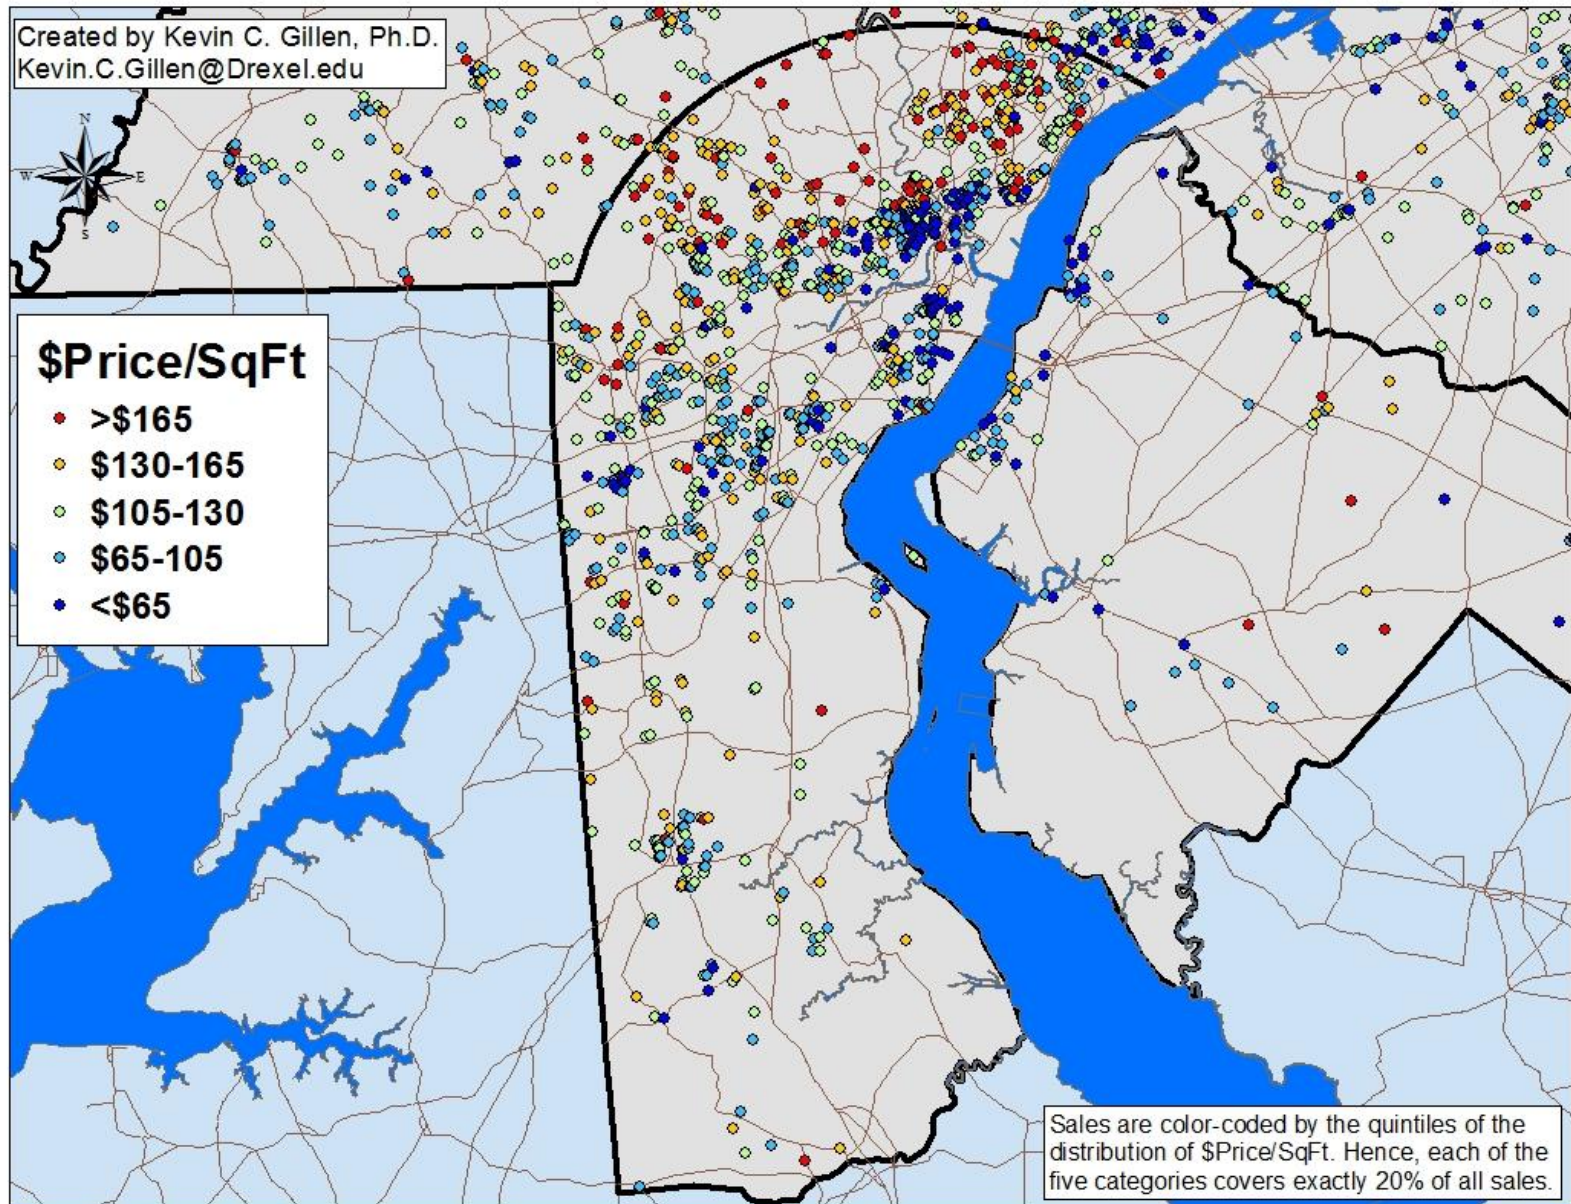 Created by Kevin C. Gillen, Ph.D.
Kevin.C.Gillen@Drexel.edu
N
W
E
S
$Price/SqFt
>$165
$130-165
$105-130
$65-105
<$65
Sales are color-coded by the quintiles of the
distribution of $Price/SqFt. Hence, each of the
five categories covers exactly 20% of all sales.